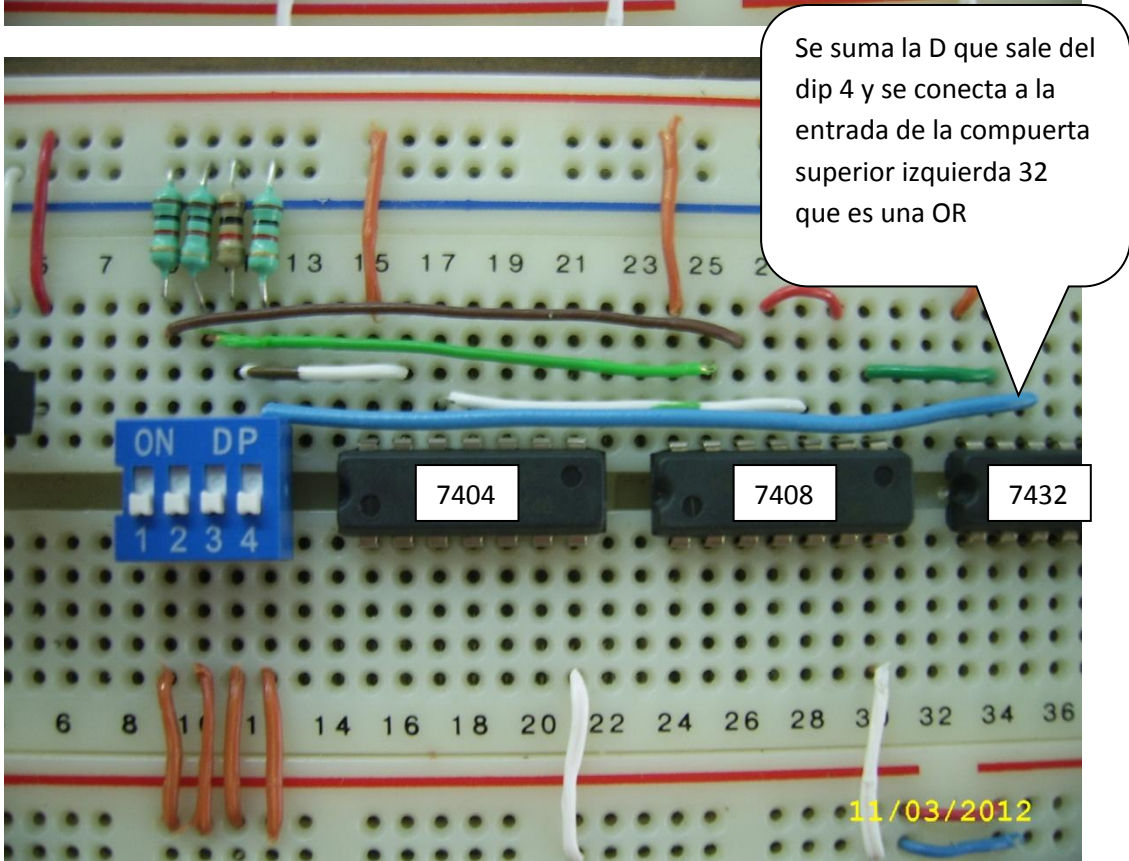 Se suma la D que sale del
dip 4 y se conecta a la
entrada de la compuerta
superior izquierda 32
que es una OR
7 13 15 17 19 21 23 25
ON DP
1 2 3 4
7404
7408
7432
6 8 14 16 18 20 22 24 26 28 30 32 34 36
11/03/2012